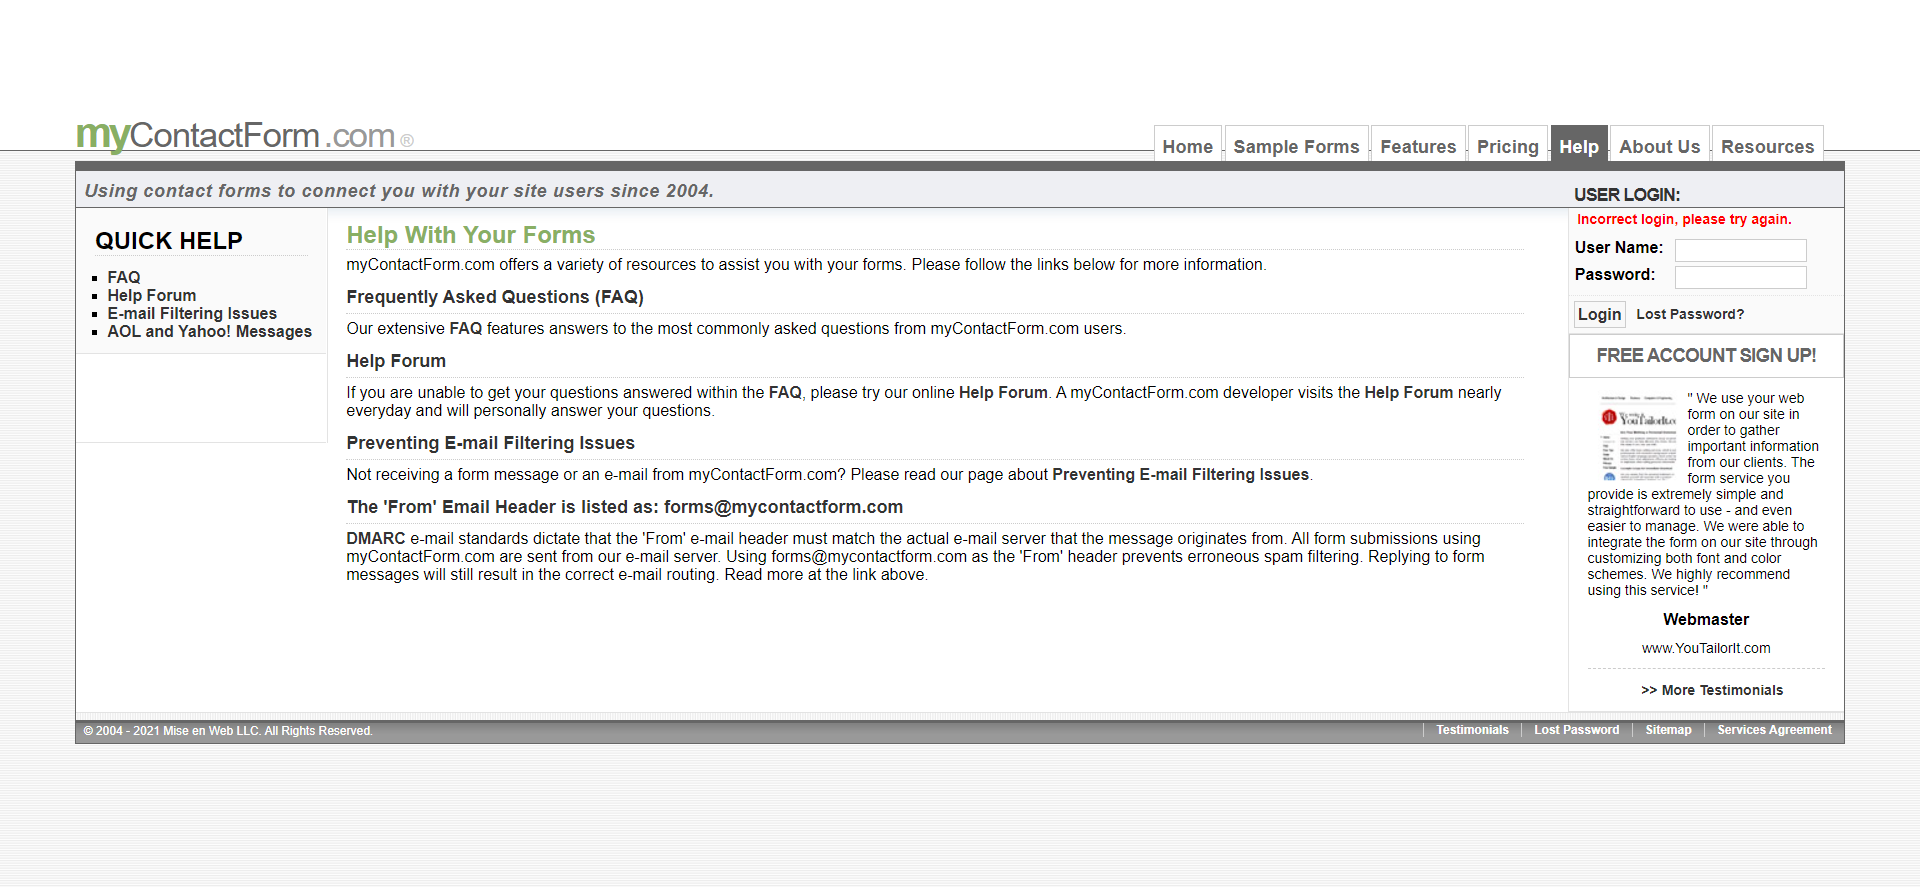 myContactForm.com®
Home
Sample Forms
Features
Pricing
Help
About Us
Resources
Using contact forms to connect you with your site users since 2004.
QUICK HELP
FAQ
Help Forum
E-mail Filtering Issues
AOL and Yahoo! Messages
Help With Your Forms
myContactForm.com offers a variety of resources to assist you with your forms. Please follow the links below for more information.
Frequently Asked Questions (FAQ)
Our extensive FAQ features answers to the most commonly asked questions from myContactForm.com users.
Help Forum
If you are unable to get your questions answered within the FAQ, please try our online Help Forum. A myContactForm.com developer visits the Help Forum nearly
everyday and will personally answer your questions.
Preventing E-mail Filtering Issues
Not receiving a form message or an e-mail from myContactForm.com? Please read our page about Preventing E-mail Filtering Issues.
The 'From' Email Header is listed as: forms@mycontactform.com
DMARC e-mail standards dictate that the 'From' e-mail header must match the actual e-mail server that the message originates from. All form submissions using
myContactForm.com are sent from our e-mail server. Using forms@mycontactform.com as the 'From' header prevents erroneous spam filtering. Replying to form
messages will still result in the correct e-mail routing. Read more at the link above.
USER LOGIN:
Incorrect login, please try again.
User Name:
Password:
Login Lost Password?
FREE ACCOUNT SIGN UP!
YouTailorIt.co
" We use your web
form on our site in
order to gather
important information
from our clients. The
form service you
provide is extremely simple and
straightforward to use - and even
easier to manage. We were able to
integrate the form on our site through
customizing both font and color
schemes. We highly recommend
using this service! "
Webmaster
www.YouTailorIt.com
>> More Testimonials
© 2004 - 2021 Mise en Web LLC. All Rights Reserved.
Testimonials
Lost Password
Sitemap
Services Agreement